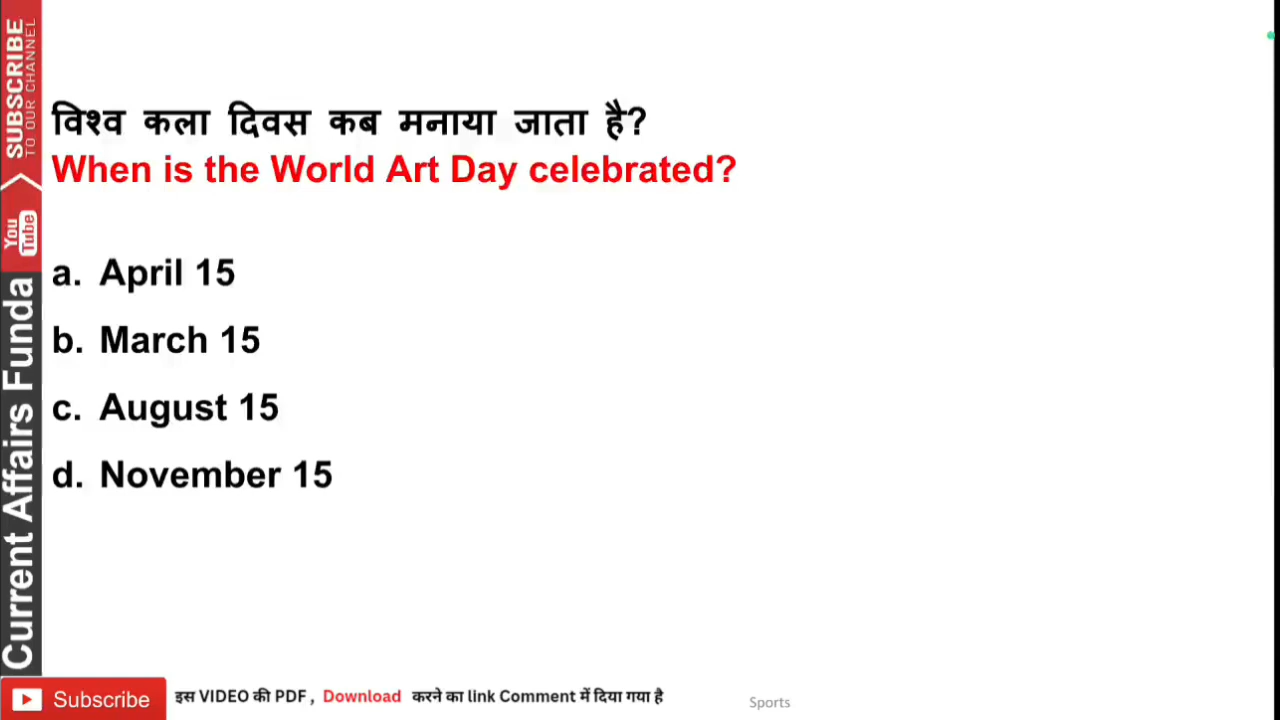 विश्व कला दिवस कब मनाया जाता है?
When is the World Art Day celebrated?
a. April 15
b. March 15
c. August 15
d. November 15
SUBSCRIBE
TO OUR CHANNEL
You
Tube
Current Affairs Funda
Subscribe
इस VIDEO की PDF , Download करने का link Comment में दिया गया है
Sports